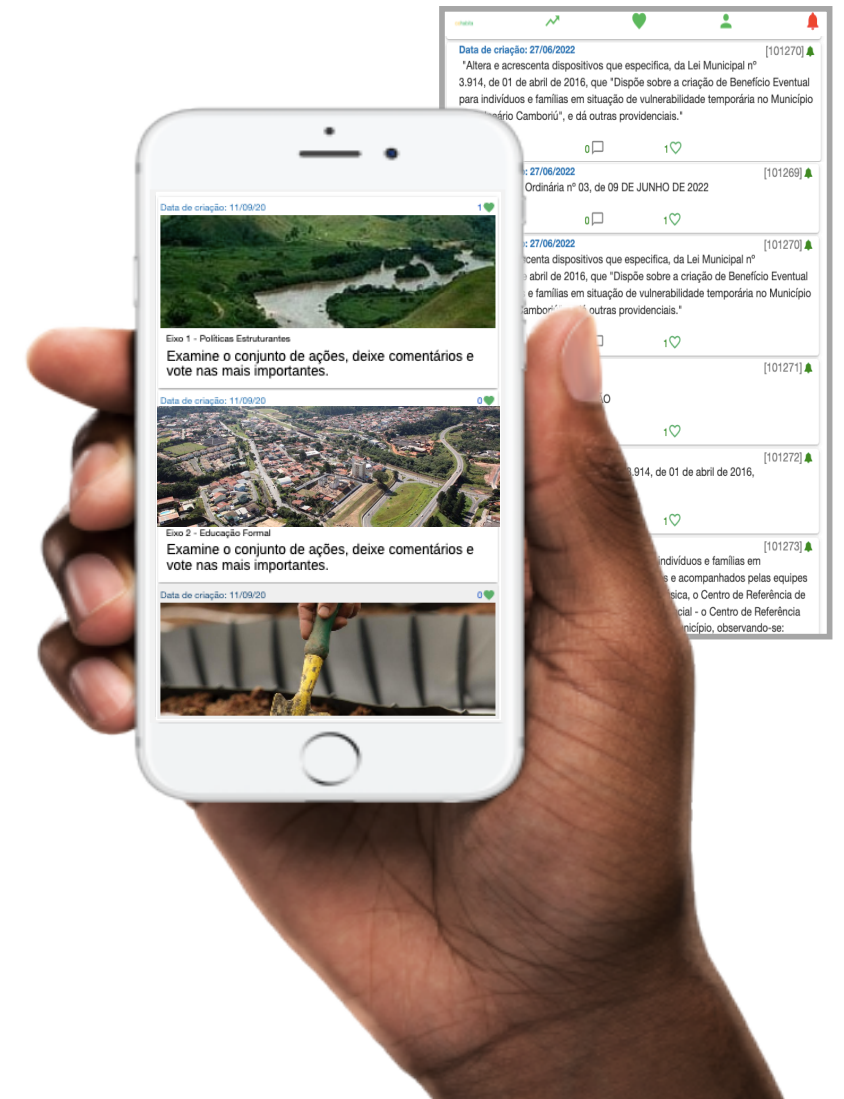 Data de criação: 27/06/2022 [101270]
"Altera e acrescenta dispositivos que especifica, da Lei Municipal nº
3.914, de 01 de abril de 2016, que "Dispõe sobre a criação de Benefício Eventual
para indivíduos e famílias em situação de vulnerabilidade temporária no Município
Camboriú", e dá outras providenciais."
0 1
27/06/2022 [101269]
Ordinária nº 03, de 09 DE JUNHO DE 2022
0 1
27/06/2022 [101270]
dispositivos que especifica, da Lei Municipal nº
abril de 2016, que "Dispõe sobre a criação de Benefício Eventual
e famílias em situação de vulnerabilidade temporária no Município
outras providenciais."
1
[101271]
1
[101272]
de 01 de abril de 2016,
1
[101273]
indivíduos e famílias em
e acompanhados pelas equipes
o Centro de Referência de
- o Centro de Referência
observando-se:
Data de criação: 11/09/20 1
Eixo 1 - Políticas Estruturantes
Examine o conjunto de ações, deixe comentários e
vote nas mais importantes.
Data de criação: 11/09/20 0
Eixo 2 - Educação Formal
Examine o conjunto de ações, deixe comentários e
vote nas mais importantes.
Data de criação: 11/09/20 0